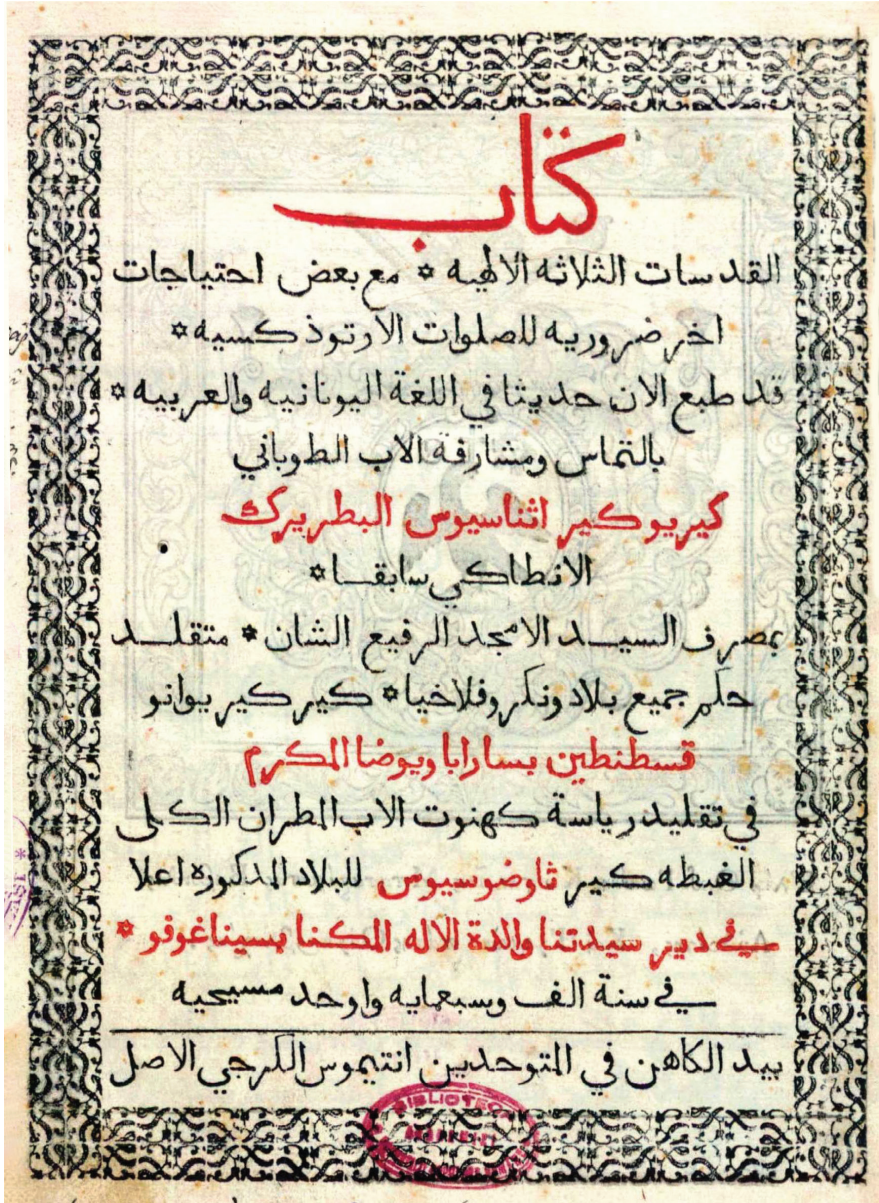 كتاب
القدسات الثلاثه الالهيه * مع بعض احتياجات
اخر ضروريه للصلوات الارتوذكسيه *
قد طبع الان حديثا في اللغة اليونانيه والعربيه *
بالتماس ومشارفة الاب الطوباني
كيريو كير اثناسيوس البطريرك
الانطاكي سابقا *
بمصرف السيد الامجد الرفيع الشان * متقلد
حكم جميع بلاد ونكروفلاخيا * كير كير يوانو
قسطنطين بسارابا ويوضا المكرم
في تقليد رياسة كهنوت الاب المطران الكلي
الغبطه كير ثاوضوسيوس للبلاد المذكوره اعلا
في دير سيدتنا والدة الاله المكنا بسيناغوفو *
في سنة الف وسبعمايه واوحد مسيحيه
بيد الكاهن في المتوحدين انتيموس الكرجي الاصل
BIBLIOTECA